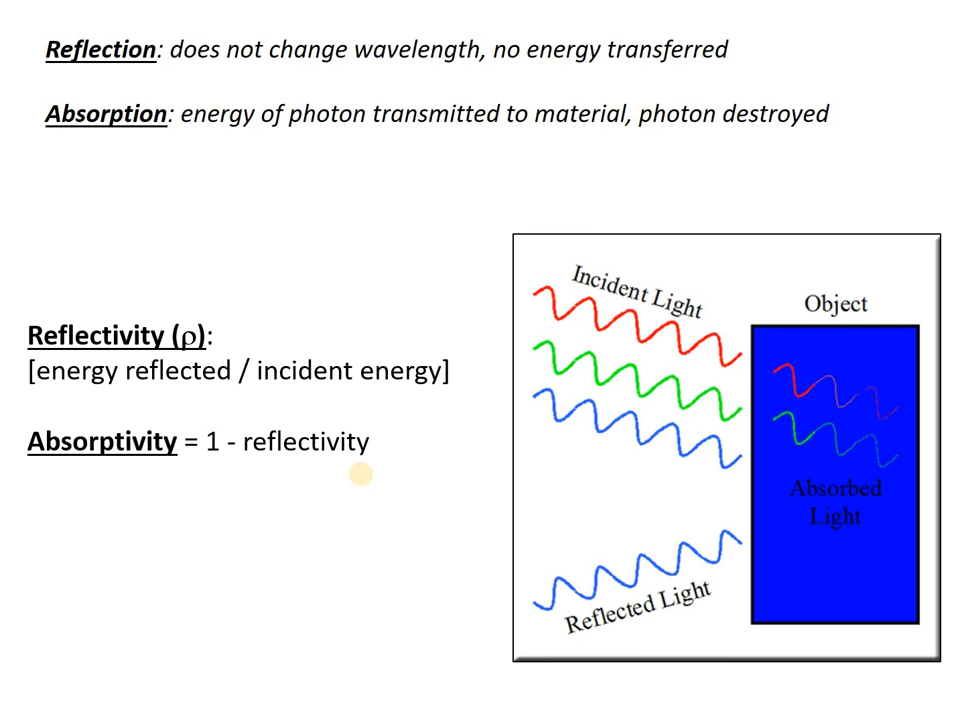 Reflection: does not change wavelength, no energy transferred
Absorption: energy of photon transmitted to material, photon destroyed
Reflectivity (ρ):
[energy reflected / incident energy]
Absorptivity = 1 - reflectivity
Incident Light
Object
Absorbed
Light
Reflected Light